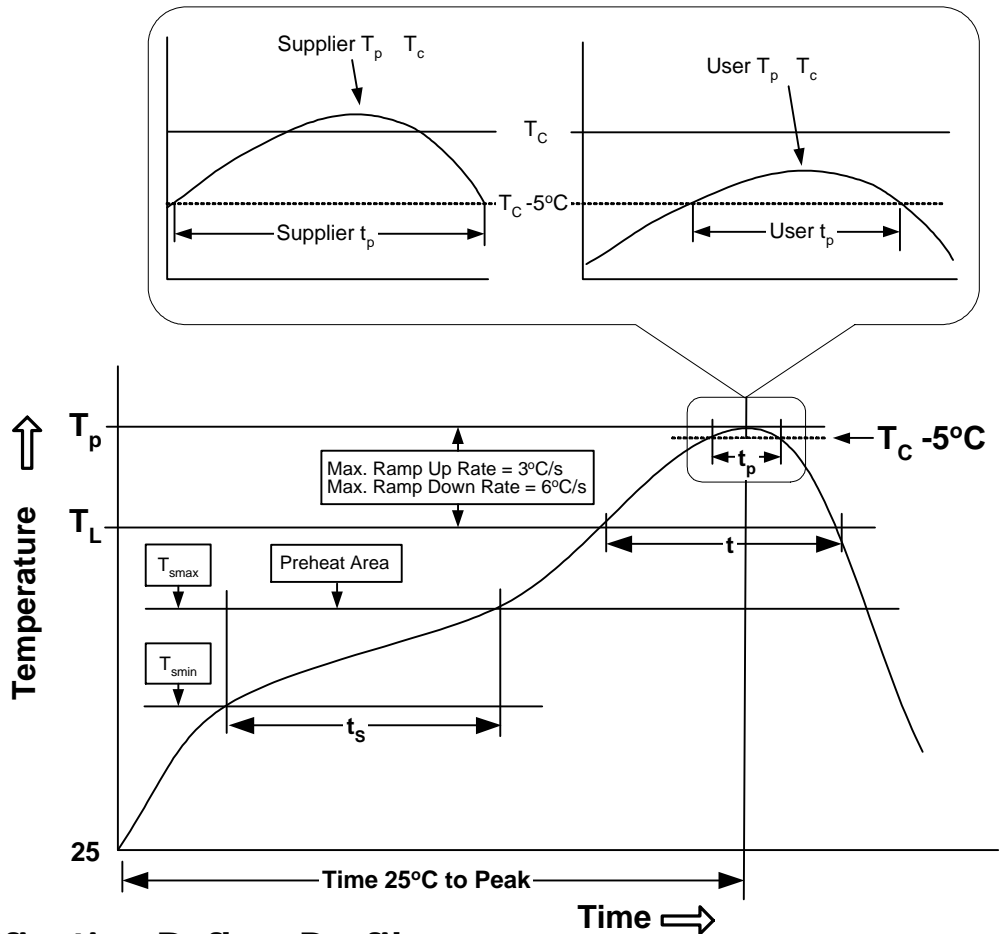 Supplier Tp Tc
User Tp Tc
TC
TC -5ºC
Supplier tp
User tp
Tp
TC -5ºC
tp
Max. Ramp Up Rate = 3ºC/s
Max. Ramp Down Rate = 6ºC/s
TL
t
Tsmax
Preheat Area
Tsmin
tS
Temperature
25
Time 25ºC to Peak
Time